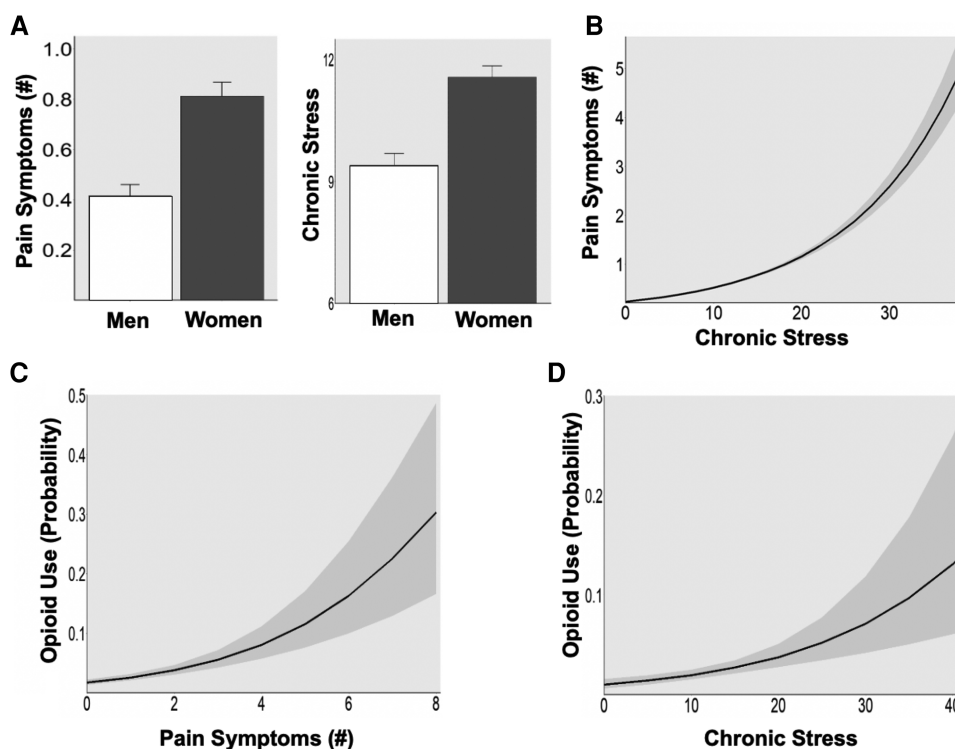 A
Pain Symptoms (#)
1.0
0.8
0.6
0.4
0.2
Men Women
Chronic Stress
12
9
6
Men Women
B
Pain Symptoms (#)
5
4
3
2
1
0 10 20 30
Chronic Stress
C
Opioid Use (Probability)
0.5
0.4
0.3
0.2
0.1
0 2 4 6 8
Pain Symptoms (#)
D
Opioid Use (Probability)
0.3
0.1
0 10 20 30 40
Chronic Stress